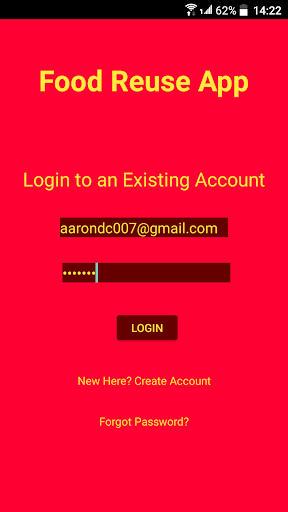 62% 14:22
Food Reuse App
Login to an Existing Account
aarondc007@gmail.com
•••••••
LOGIN
New Here? Create Account
Forgot Password?